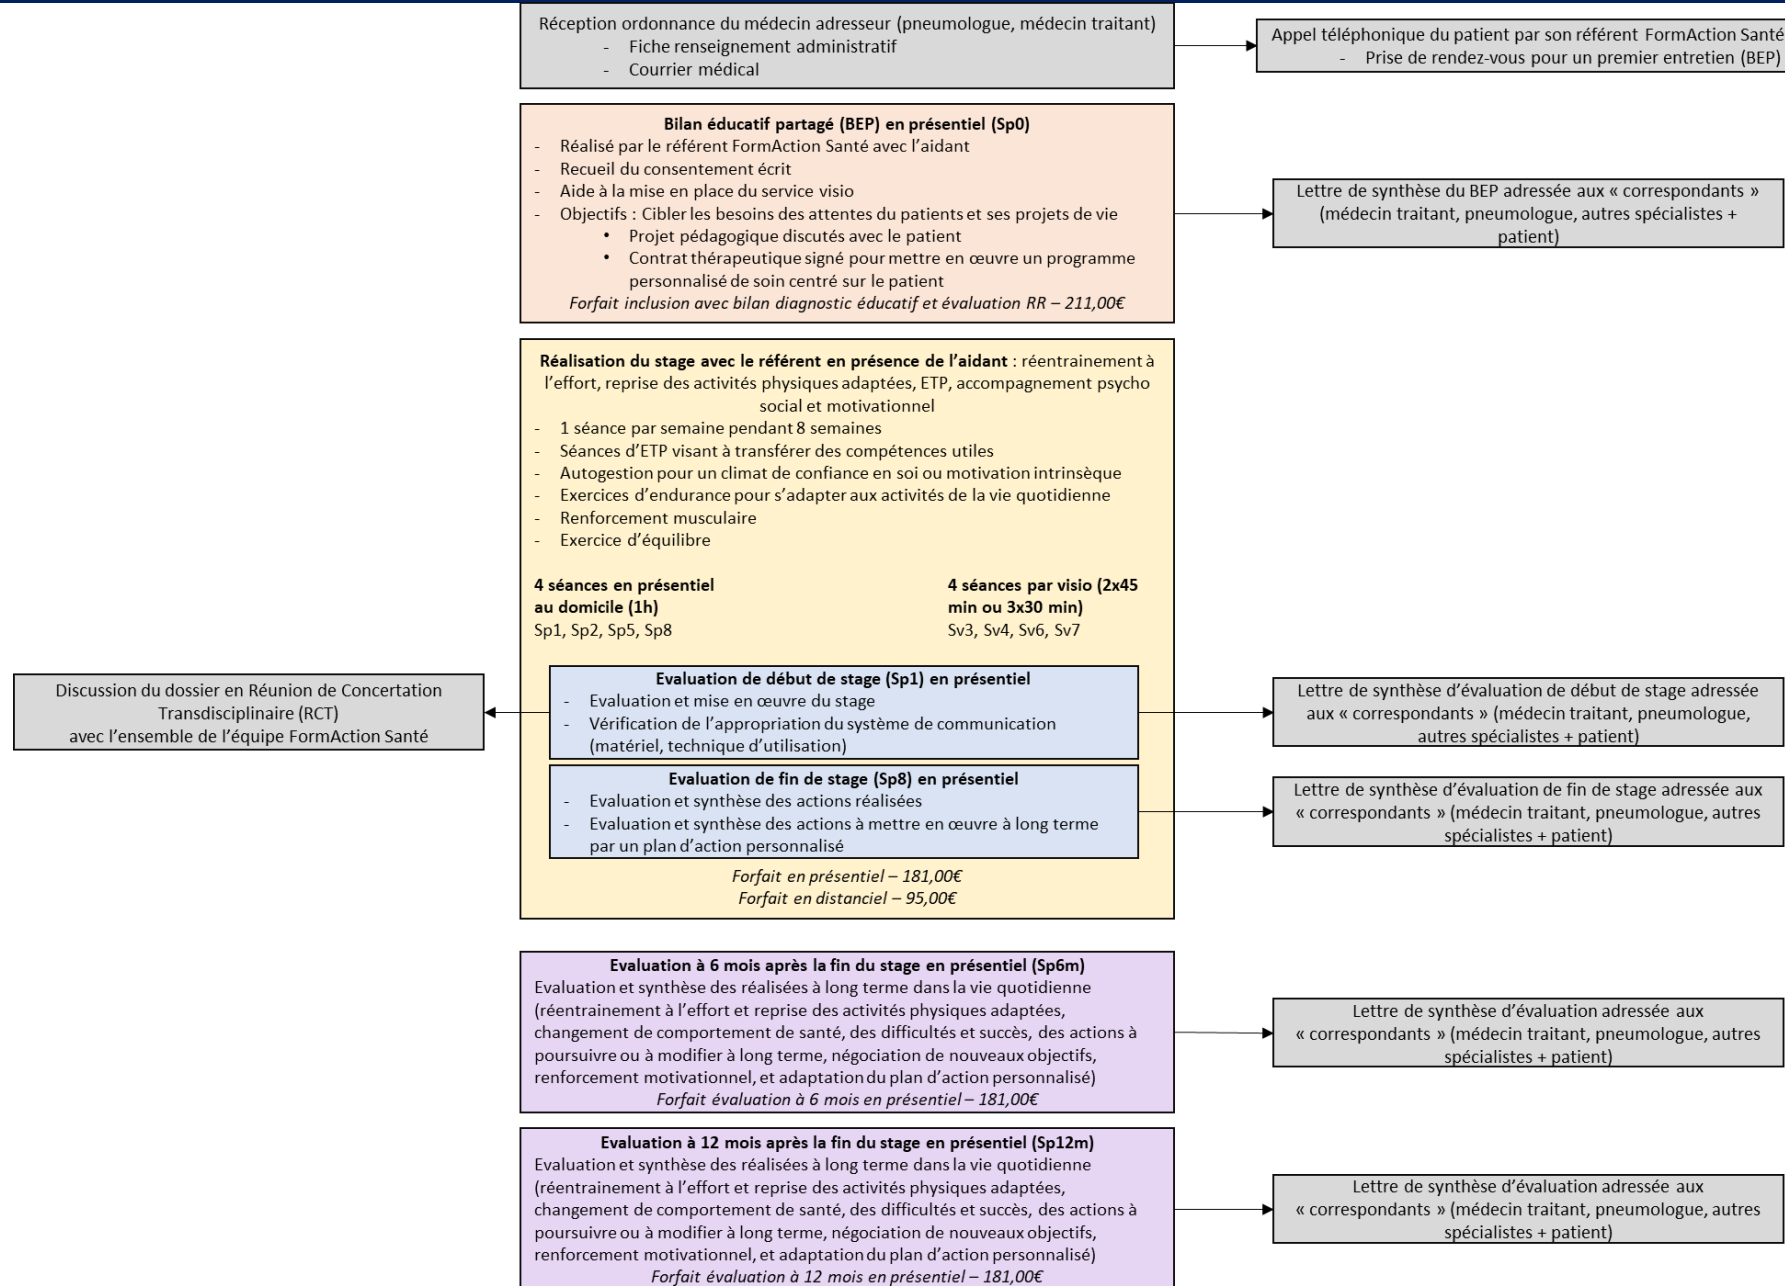 Réception ordonnance du médecin adresseur (pneumologue, médecin traitant)
- Fiche renseignement administratif
- Courrier médical
Appel téléphonique du patient par son référent FormAction Santé
- Prise de rendez-vous pour un premier entretien (BEP)
Bilan éducatif partagé (BEP) en présentiel (Sp0)
- Réalisé par le référent FormAction Santé avec l’aidant
- Recueil du consentement écrit
- Aide à la mise en place du service visio
- Objectifs : Cibler les besoins des attentes du patients et ses projets de vie
• Projet pédagogique discutés avec le patient
• Contrat thérapeutique signé pour mettre en œuvre un programme
personnalisé de soin centré sur le patient
Forfait inclusion avec bilan diagnostic éducatif et évaluation RR – 211,00€
Lettre de synthèse du BEP adressée aux « correspondants »
(médecin traitant, pneumologue, autres spécialistes +
patient)
Réalisation du stage avec le référent en présence de l’aidant : réentrainement à
l’effort, reprise des activités physiques adaptées, ETP, accompagnement psycho
social et motivationnel
- 1 séance par semaine pendant 8 semaines
- Séances d’ETP visant à transférer des compétences utiles
- Autogestion pour un climat de confiance en soi ou motivation intrinsèque
- Exercices d’endurance pour s’adapter aux activités de la vie quotidienne
- Renforcement musculaire
- Exercice d’équilibre
4 séances en présentiel
au domicile (1h)
Sp1, Sp2, Sp5, Sp8
4 séances par visio (2x45
min ou 3x30 min)
Sv3, Sv4, Sv6, Sv7
Discussion du dossier en Réunion de Concertation
Transdisciplinaire (RCT)
avec l’ensemble de l’équipe FormAction Santé
Evaluation de début de stage (Sp1) en présentiel
- Evaluation et mise en œuvre du stage
- Vérification de l’appropriation du système de communication
(matériel, technique d’utilisation)
Lettre de synthèse d’évaluation de début de stage adressée
aux « correspondants » (médecin traitant, pneumologue,
autres spécialistes + patient)
Evaluation de fin de stage (Sp8) en présentiel
- Evaluation et synthèse des actions réalisées
- Evaluation et synthèse des actions à mettre en œuvre à long terme
par un plan d’action personnalisé
Lettre de synthèse d’évaluation de fin de stage adressée aux
« correspondants » (médecin traitant, pneumologue, autres
spécialistes + patient)
Forfait en présentiel – 181,00€
Forfait en distanciel – 95,00€
Evaluation à 6 mois après la fin du stage en présentiel (Sp6m)
Evaluation et synthèse des réalisées à long terme dans la vie quotidienne
(réentrainement à l’effort et reprise des activités physiques adaptées,
changement de comportement de santé, des difficultés et succès, des actions à
poursuivre ou à modifier à long terme, négociation de nouveaux objectifs,
renforcement motivationnel, et adaptation du plan d’action personnalisé)
Forfait évaluation à 6 mois en présentiel – 181,00€
Lettre de synthèse d’évaluation adressée aux
« correspondants » (médecin traitant, pneumologue, autres
spécialistes + patient)
Evaluation à 12 mois après la fin du stage en présentiel (Sp12m)
Evaluation et synthèse des réalisées à long terme dans la vie quotidienne
(réentrainement à l’effort et reprise des activités physiques adaptées,
changement de comportement de santé, des difficultés et succès, des actions à
poursuivre ou à modifier à long terme, négociation de nouveaux objectifs,
renforcement motivationnel, et adaptation du plan d’action personnalisé)
Forfait évaluation à 12 mois en présentiel – 181,00€
Lettre de synthèse d’évaluation adressée aux
« correspondants » (médecin traitant, pneumologue, autres
spécialistes + patient)